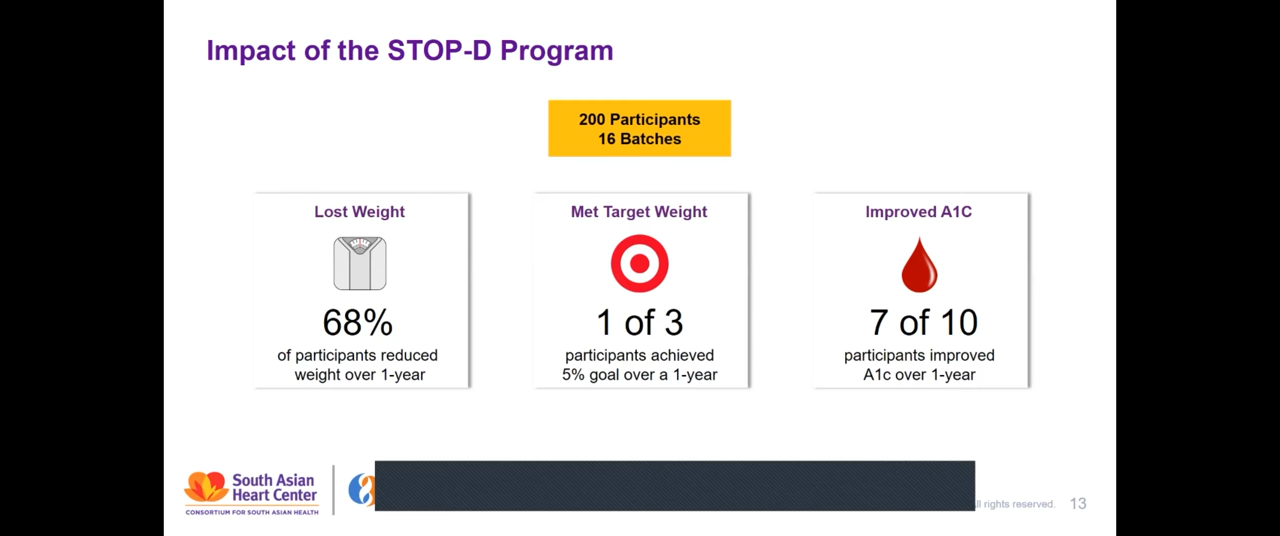 Impact of the STOP-D Program
200 Participants
16 Batches
Lost Weight
68%
of participants reduced
weight over 1-year
Met Target Weight
1 of 3
participants achieved
5% goal over a 1-year
Improved A1C
7 of 10
participants improved
A1c over 1-year
South Asian
Heart Center
CONSORTIUM FOR SOUTH ASIAN HEALTH
All rights reserved.
13